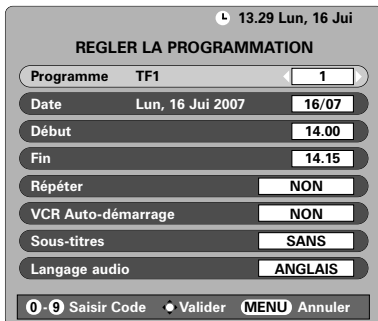 13.29 Lun, 16 Jui
REGLER LA PROGRAMMATION
Programme TF1 1
Date Lun, 16 Jui 2007 16/07
Début 14.00
Fin 14.15
Répéter NON
VCR Auto-démarrage NON
Sous-titres SANS
Langage audio ANGLAIS
0-9 Saisir Code Valider MENU Annuler